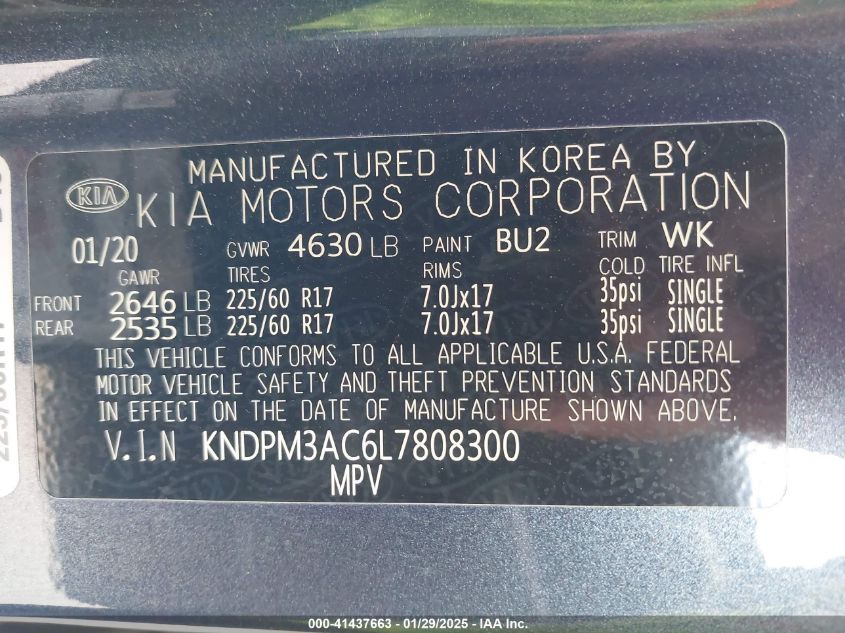 MANUFACTURED IN KOREA BY
KIA KIA MOTORS CORPORATION
01/20 GVWR 4630 LB PAINT BU2 TRIM WK
GAWR TIRES RIMS COLD TIRE INFL
FRONT 2646 LB 225/60 R17 7.0Jx17 35psi SINGLE
REAR 2535 LB 225/60 R17 7.0Jx17 35psi SINGLE
THIS VEHICLE CONFORMS TO ALL APPLICABLE U.S.A. FEDERAL
MOTOR VEHICLE SAFETY AND THEFT PREVENTION STANDARDS
IN EFFECT ON THE DATE OF MANUFACTURE SHOWN ABOVE.
V.I.N KNDPM3AC6L7808300
MPV
000-41437663 - 01/29/2025 - IAA Inc.